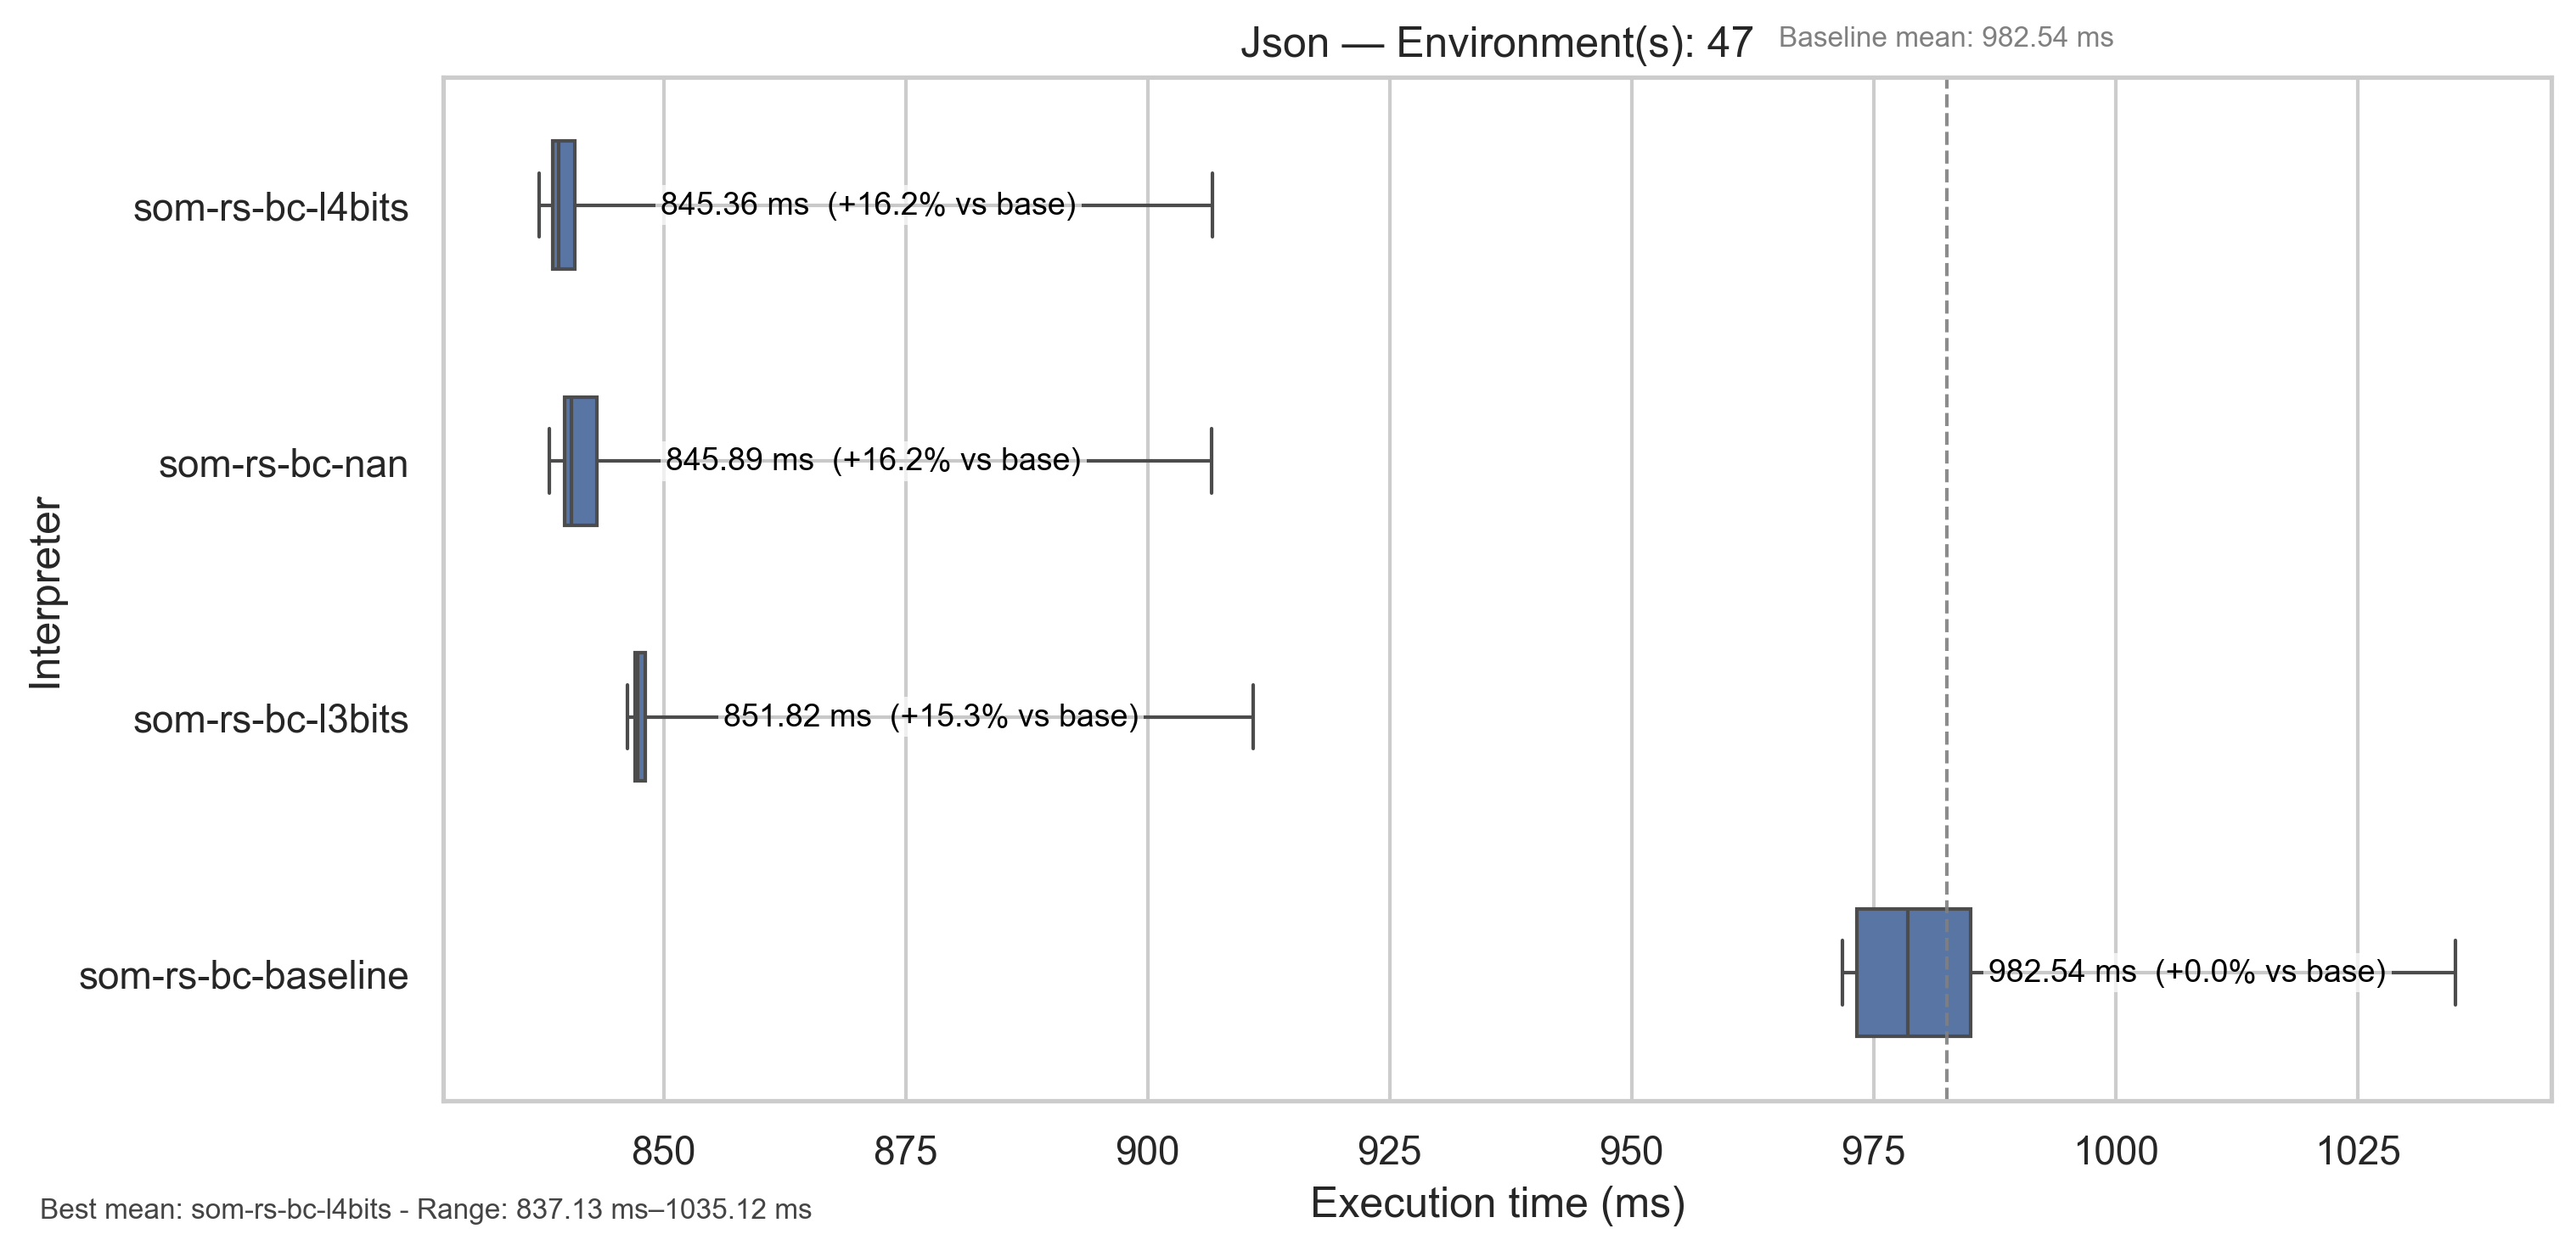 Json — Environment(s): 47
Baseline mean: 982.54 ms
Interpreter
som-rs-bc-l4bits
845.36 ms (+16.2% vs base)
som-rs-bc-nan
845.89 ms (+16.2% vs base)
som-rs-bc-l3bits
851.82 ms (+15.3% vs base)
som-rs-bc-baseline
982.54 ms (+0.0% vs base)
850 875 900 925 950 975 1000 1025
Execution time (ms)
Best mean: som-rs-bc-l4bits - Range: 837.13 ms–1035.12 ms